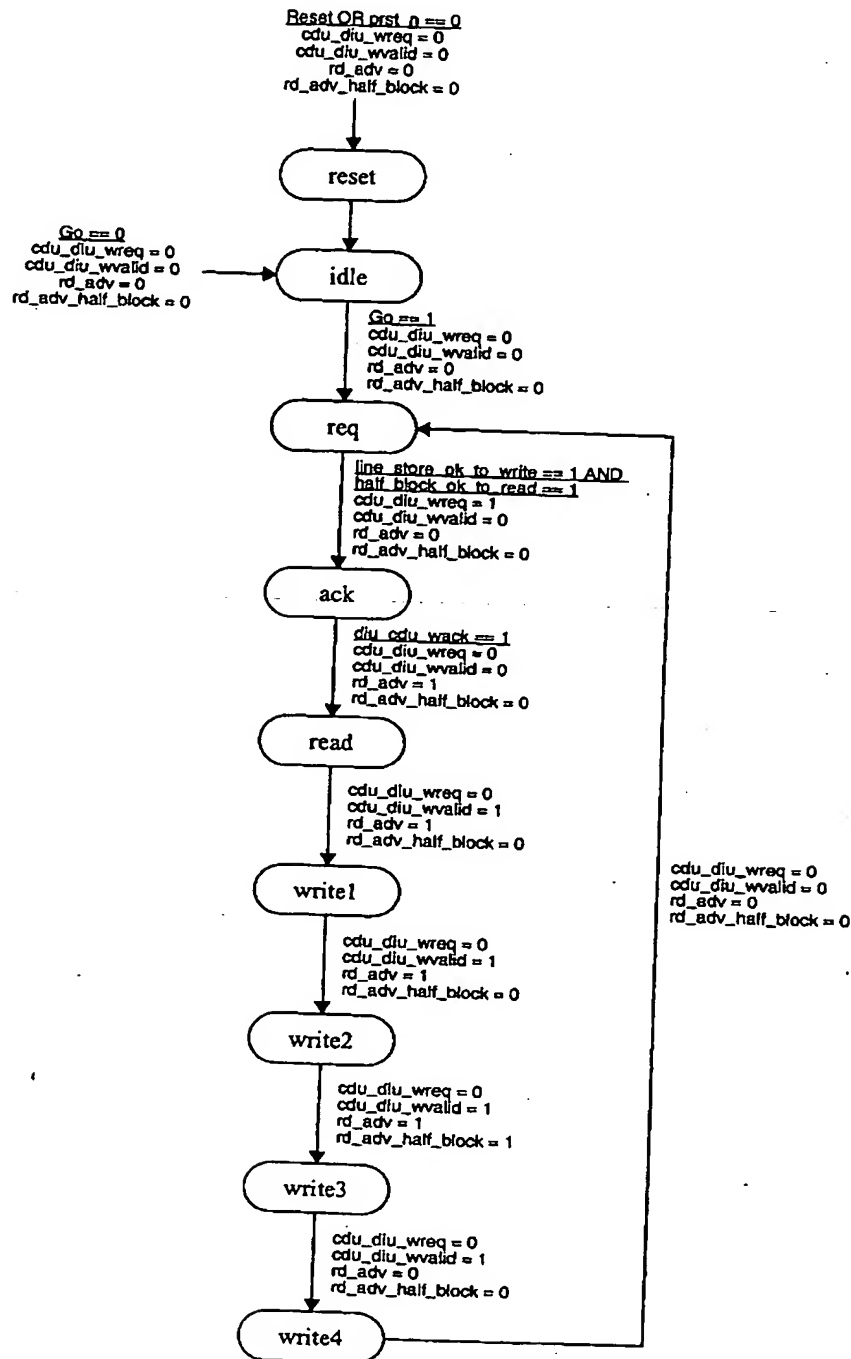 Reset OR prst_n == 0
cdu_diu_wreq = 0
cdu_diu_wvalid = 0
rd_adv = 0
rd_adv_half_block = 0
reset
Go == 0
cdu_diu_wreq = 0
cdu_diu_wvalid = 0
rd_adv = 0
rd_adv_half_block = 0
idle
Go == 1
cdu_diu_wreq = 0
cdu_diu_wvalid = 0
rd_adv = 0
rd_adv_half_block = 0
req
line_store_ok_to_write == 1 AND
half_block_ok_to_read == 1
cdu_diu_wreq = 1
cdu_diu_wvalid = 0
rd_adv = 0
rd_adv_half_block = 0
ack
diu_cdu_wack == 1
cdu_diu_wreq = 0
cdu_diu_wvalid = 0
rd_adv = 1
rd_adv_half_block = 0
read
cdu_diu_wreq = 0
cdu_diu_wvalid = 1
rd_adv = 1
rd_adv_half_block = 0
write1
cdu_diu_wreq = 0
cdu_diu_wvalid = 1
rd_adv = 1
rd_adv_half_block = 0
write2
cdu_diu_wreq = 0
cdu_diu_wvalid = 1
rd_adv = 1
rd_adv_half_block = 1
write3
cdu_diu_wreq = 0
cdu_diu_wvalid = 1
rd_adv = 0
rd_adv_half_block = 0
write4
cdu_diu_wreq = 0
cdu_diu_wvalid = 0
rd_adv = 0
rd_adv_half_block = 0